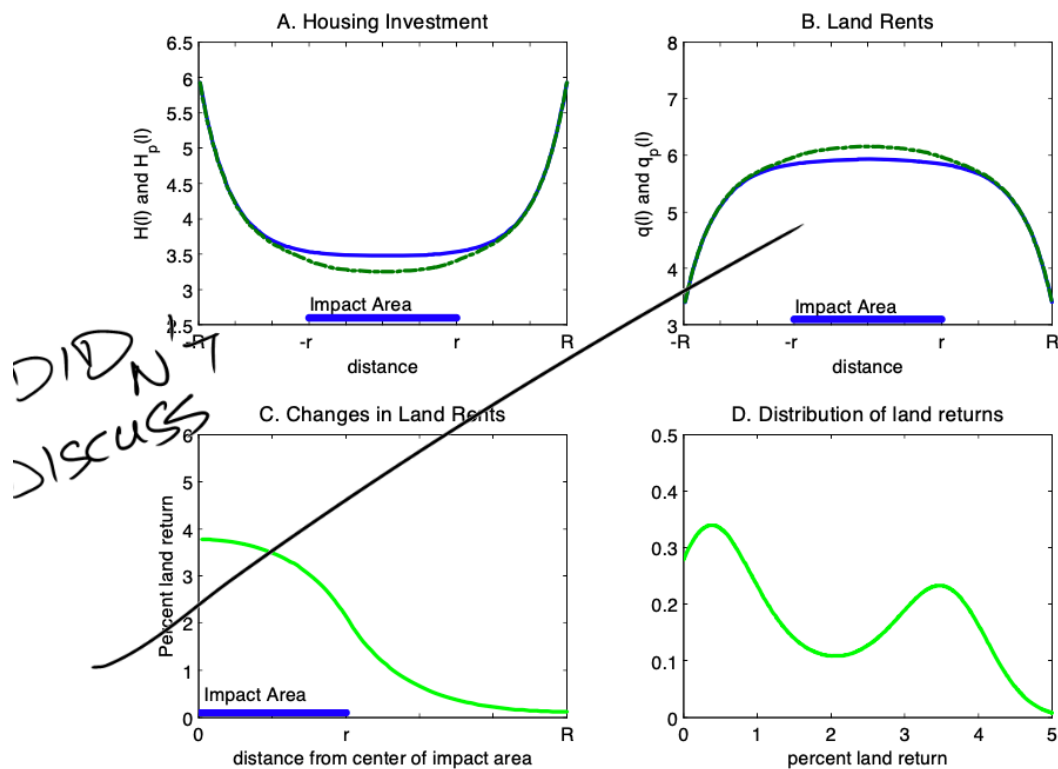 A. Housing Investment
6.5
6
5.5
5
4.5
4
3.5
3
2.5
H(l) and H_p(l)
Impact Area
-R
-r
r
R
distance
B. Land Rents
8
7
6
5
4
3
q(l) and q_p(l)
Impact Area
-R
-r
r
R
distance
DIDN'T
DISCUSS
C. Changes in Land Rents
6
5
4
3
2
1
0
Percent land return
Impact Area
0
r
R
distance from center of impact area
D. Distribution of land returns
0.5
0.4
0.3
0.2
0.1
0
0
1
2
3
4
5
percent land return